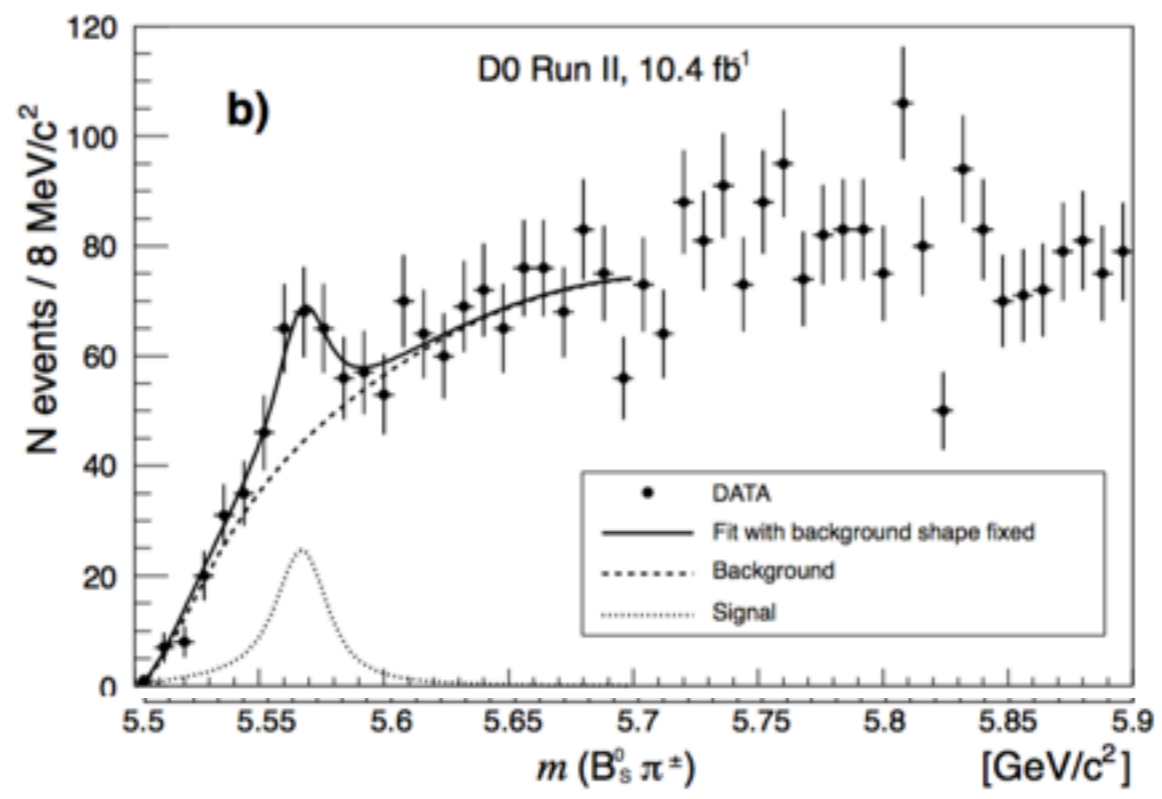 D0 Run II, 10.4 fb⁻¹
b)
N events / 8 MeV/c²
120
100
80
60
40
20
0
DATA
Fit with background shape fixed
Background
Signal
5.5 5.55 5.6 5.65 5.7 5.75 5.8 5.85 5.9
m (B⁰ₛ π±) [GeV/c²]